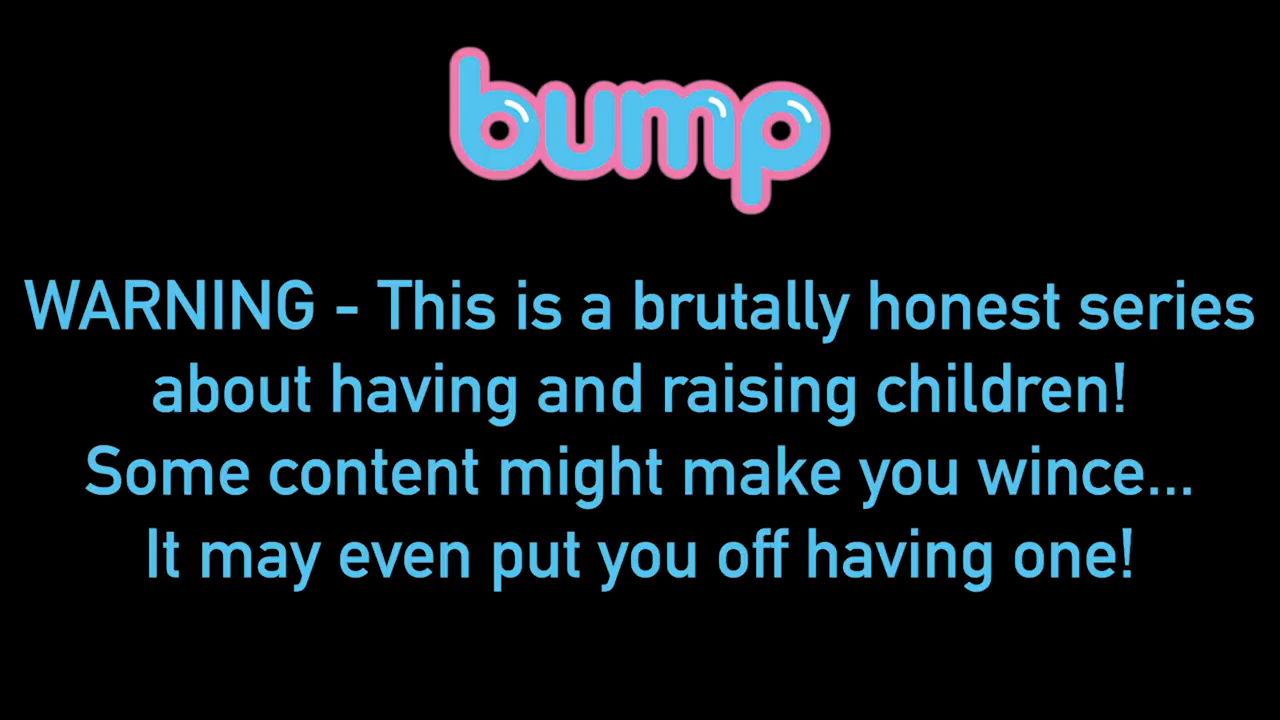 bump
WARNING - This is a brutally honest series
about having and raising children!
Some content might make you wince...
It may even put you off having one!